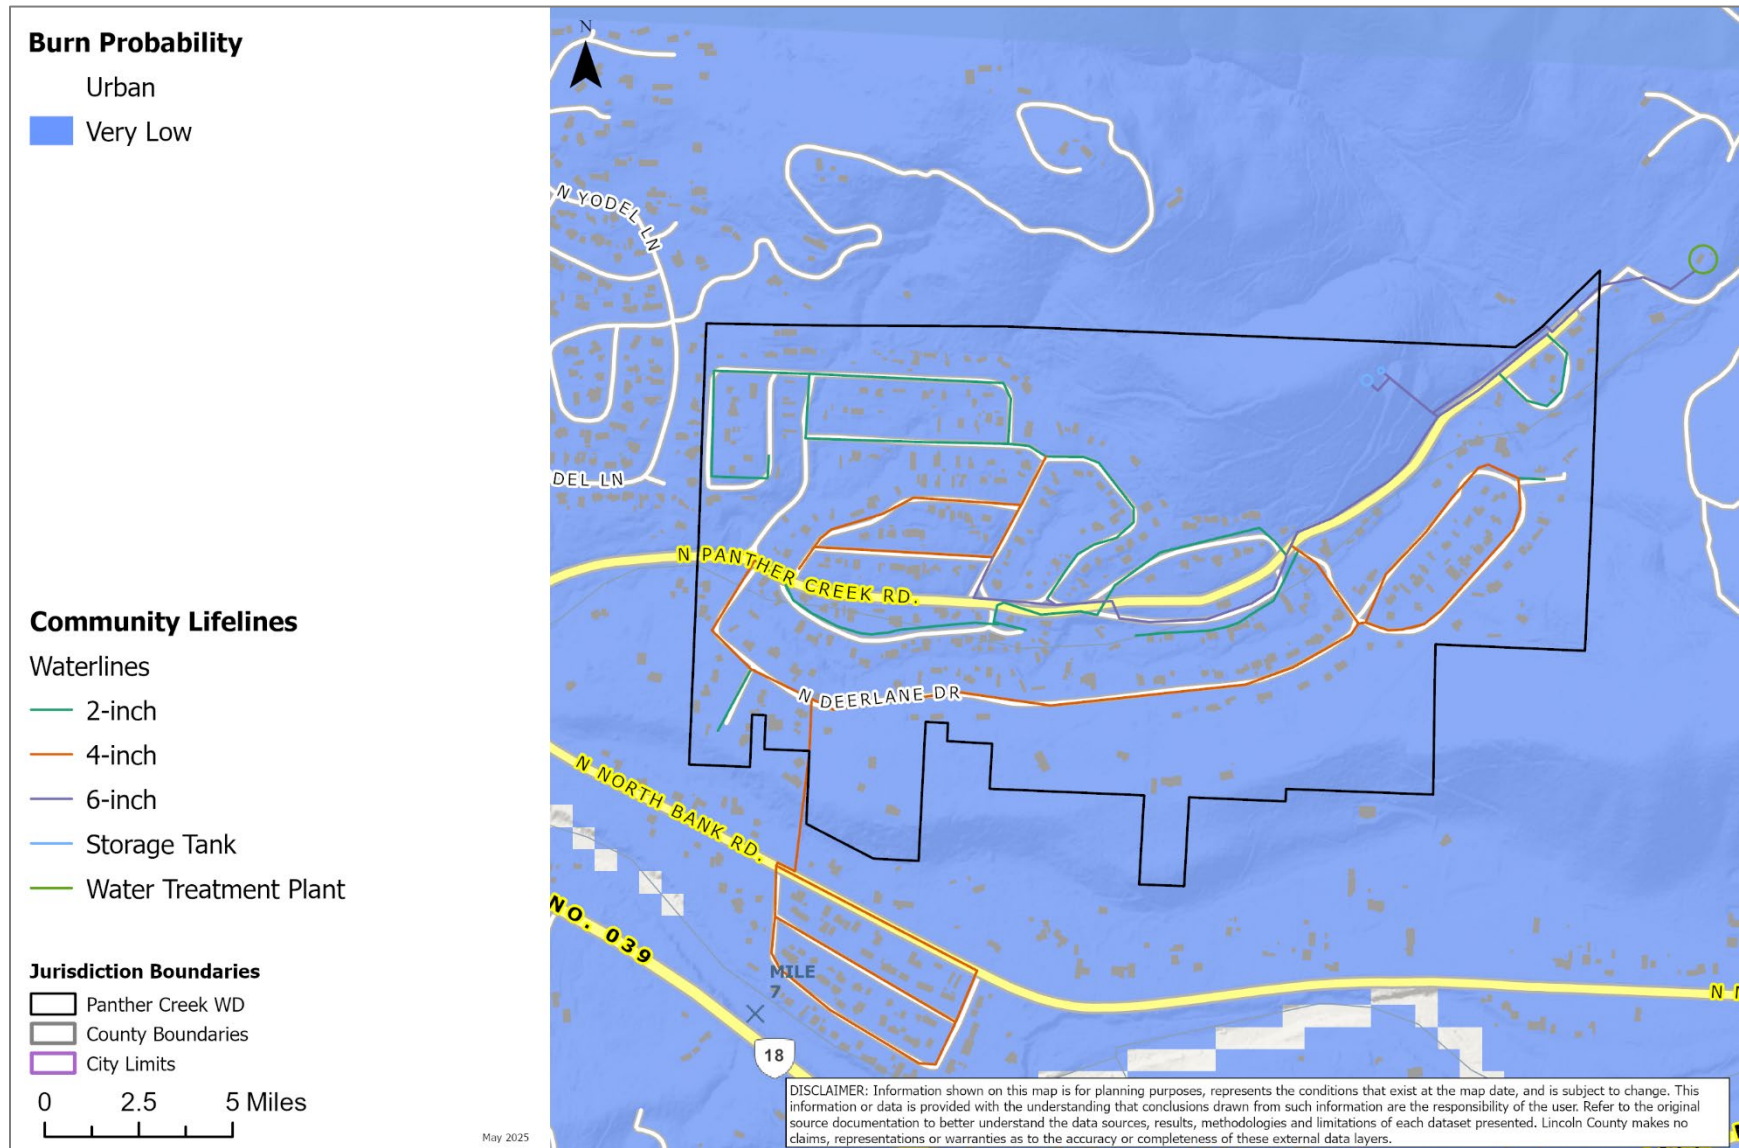 Burn Probability
Urban
Very Low
Community Lifelines
Waterlines
2-inch
4-inch
6-inch
Storage Tank
Water Treatment Plant
Jurisdiction Boundaries
Panther Creek WD
County Boundaries
City Limits
0 2.5 5 Miles
May 2025
N
N YODEL LN
DEL LN
N PANTHER CREEK RD.
N DEERLANE DR
N NORTH BANK RD.
NO. 039
MILE
7
18
N
DISCLAIMER: Information shown on this map is for planning purposes, represents the conditions that exist at the map date, and is subject to change. This
information or data is provided with the understanding that conclusions drawn from such information are the responsibility of the user. Refer to the original
source documentation to better understand the data sources, results, methodologies and limitations of each dataset presented. Lincoln County makes no
claims, representations or warranties as to the accuracy or completeness of these external data layers.